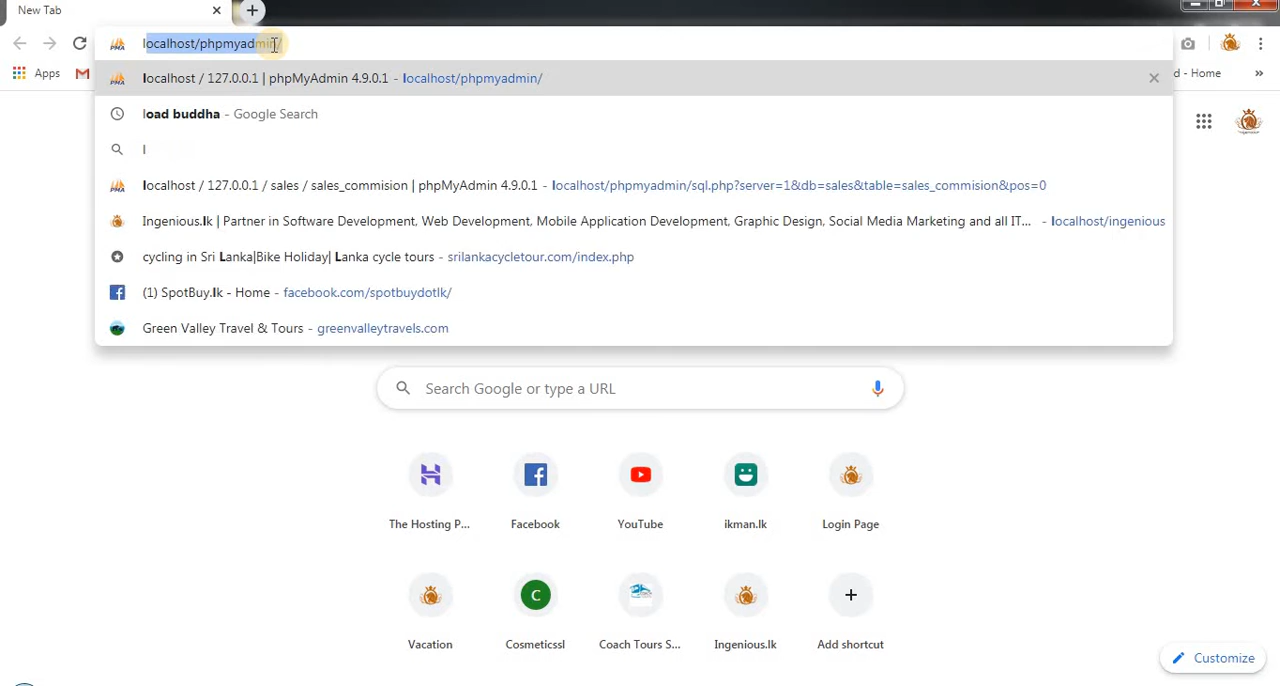 New Tab
localhost/phpmyadmin/
Apps
d - Home
localhost / 127.0.0.1 | phpMyAdmin 4.9.0.1 - localhost/phpmyadmin/
load buddha - Google Search
l
localhost / 127.0.0.1 / sales / sales_commision | phpMyAdmin 4.9.0.1 - localhost/phpmyadmin/sql.php?server=1&db=sales&table=sales_commision&pos=0
Ingenious.lk | Partner in Software Development, Web Development, Mobile Application Development, Graphic Design, Social Media Marketing and all IT... - localhost/ingenious
cycling in Sri Lanka|Bike Holiday| Lanka cycle tours - srilankacycletour.com/index.php
(1) SpotBuy.lk - Home - facebook.com/spotbuydotlk/
Green Valley Travel & Tours - greenvalleytravels.com
Search Google or type a URL
The Hosting P...
Facebook
YouTube
ikman.lk
Login Page
C
Vacation
Cosmeticssl
Coach Tours S...
Ingenious.lk
Add shortcut
Customize